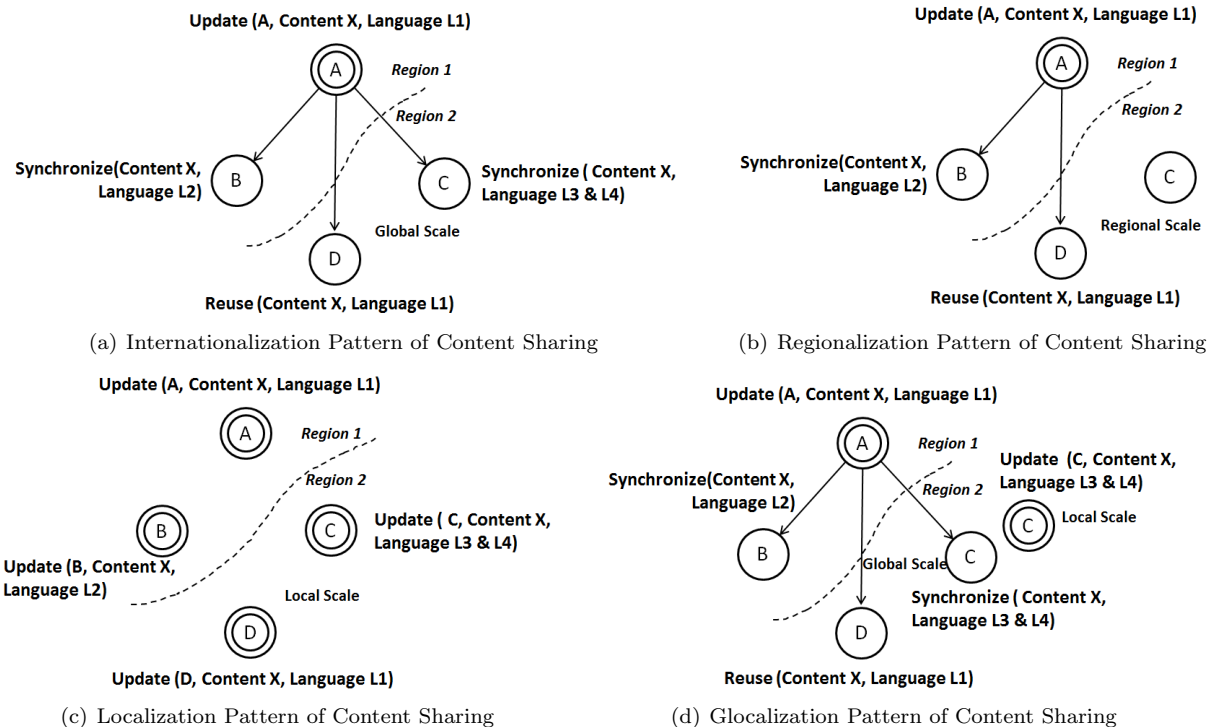 Update (A, Content X, Language L1)
A
Region 1
Region 2
Synchronize(Content X,
Language L2)
B
C
Synchronize ( Content X,
Language L3 & L4)
Global Scale
D
Reuse (Content X, Language L1)
(a) Internationalization Pattern of Content Sharing
Update (A, Content X, Language L1)
A
Region 1
Region 2
Synchronize(Content X,
Language L2)
B
C
Regional Scale
D
Reuse (Content X, Language L1)
(b) Regionalization Pattern of Content Sharing
Update (A, Content X, Language L1)
A
Region 1
Region 2
B
C
Update ( C, Content X,
Language L3 & L4)
Update (B, Content X,
Language L2)
Local Scale
D
Update (D, Content X, Language L1)
(c) Localization Pattern of Content Sharing
Update (A, Content X, Language L1)
A
Region 1
Region 2
Update (C, Content X,
Language L3 & L4)
C
Local Scale
Synchronize(Content X,
Language L2)
B
C
Global Scale
Synchronize ( Content X,
Language L3 & L4)
D
Reuse (Content X, Language L1)
(d) Glocalization Pattern of Content Sharing